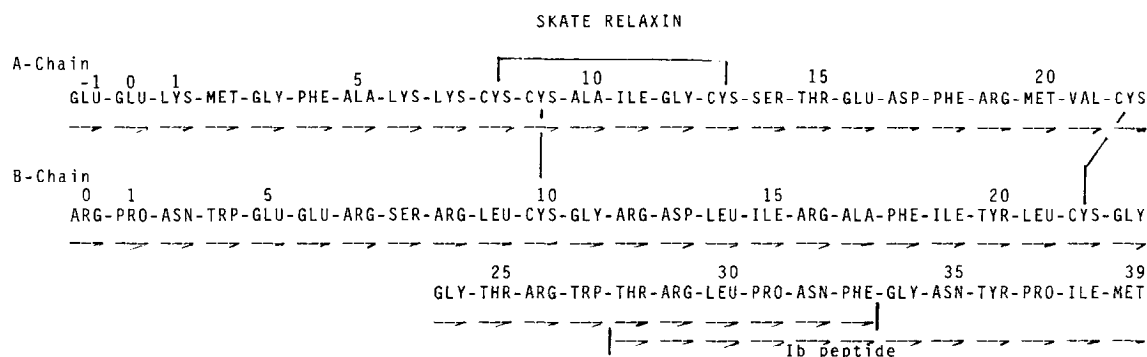 SKATE RELAXIN
A-Chain
-1 0 1 5 10 15 20
GLU-GLU-LYS-MET-GLY-PHE-ALA-LYS-LYS-CYS-CYS-ALA-ILE-GLY-CYS-SER-THR-GLU-ASP-PHE-ARG-MET-VAL-CYS
B-Chain
0 1 5 10 15 20
ARG-PRO-ASN-TRP-GLU-GLU-ARG-SER-ARG-LEU-CYS-GLY-ARG-ASP-LEU-ILE-ARG-ALA-PHE-ILE-TYR-LEU-CYS-GLY
25 30 35 39
GLY-THR-ARG-TRP-THR-ARG-LEU-PRO-ASN-PHE-GLY-ASN-TYR-PRO-ILE-MET
Ib peptide